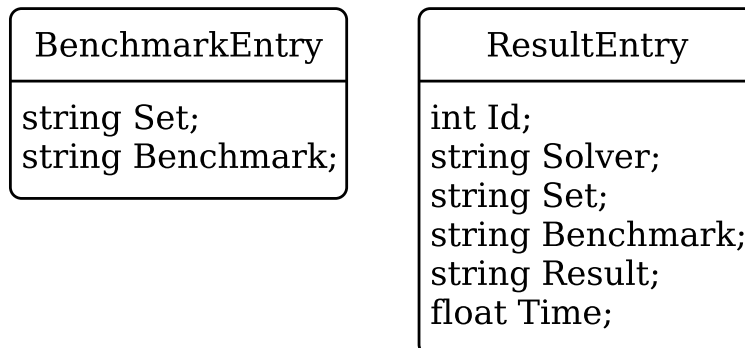 BenchmarkEntry
string Set;
string Benchmark;
ResultEntry
int Id;
string Solver;
string Set;
string Benchmark;
string Result;
float Time;